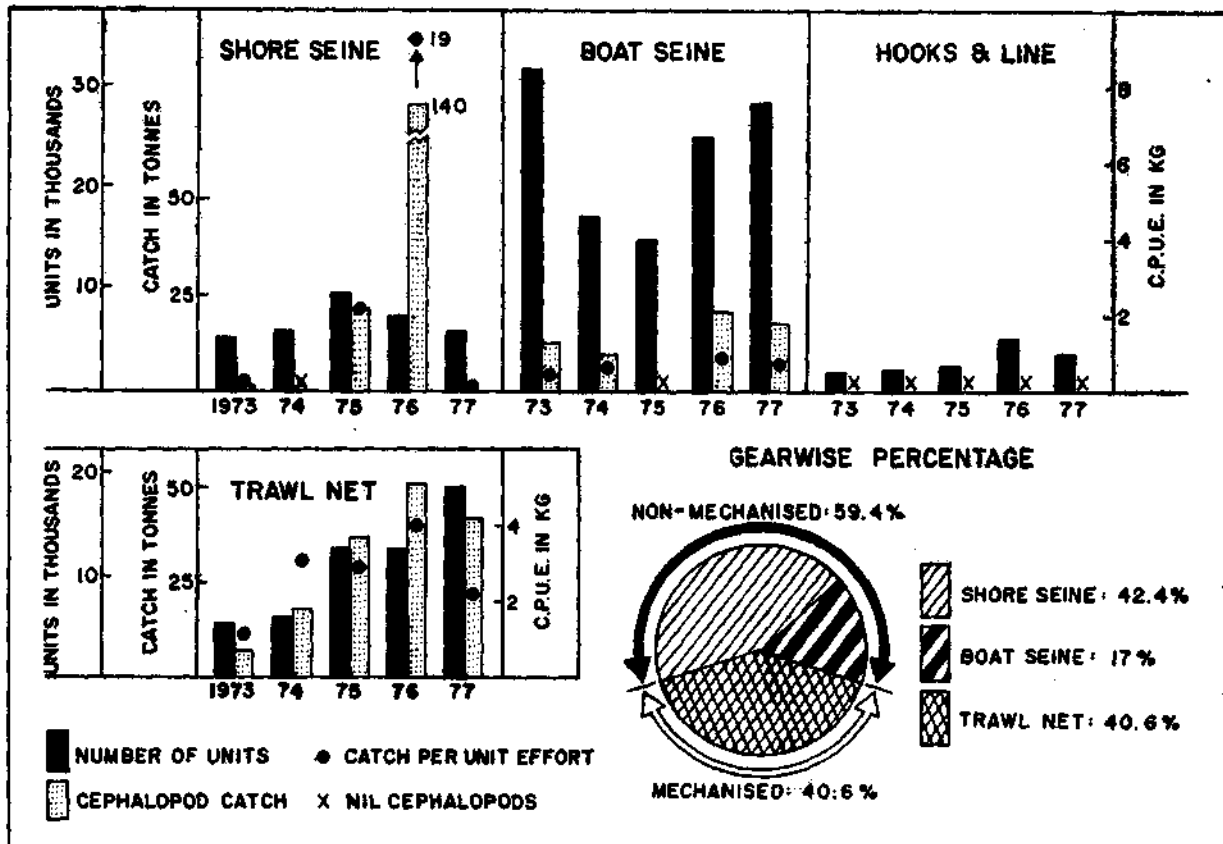 SHORE SEINE
BOAT SEINE
HOOKS & LINE
UNITS IN THOUSANDS
30
20
10
CATCH IN TONNES
50
25
19
140
C.P.U.E. IN KG
8
6
4
2
1973 74 75 76 77
73 74 75 76 77
73 74 75 76 77
TRAWL NET
UNITS IN THOUSANDS
20
10
CATCH IN TONNES
50
25
C.P.U.E. IN KG
4
2
1973 74 75 76 77
GEARWISE PERCENTAGE
NON-MECHANISED: 59.4%
MECHANISED: 40.6%
SHORE SEINE: 42.4%
BOAT SEINE: 17%
TRAWL NET: 40.6%
NUMBER OF UNITS
CATCH PER UNIT EFFORT
CEPHALOPOD CATCH
X NIL CEPHALOPODS